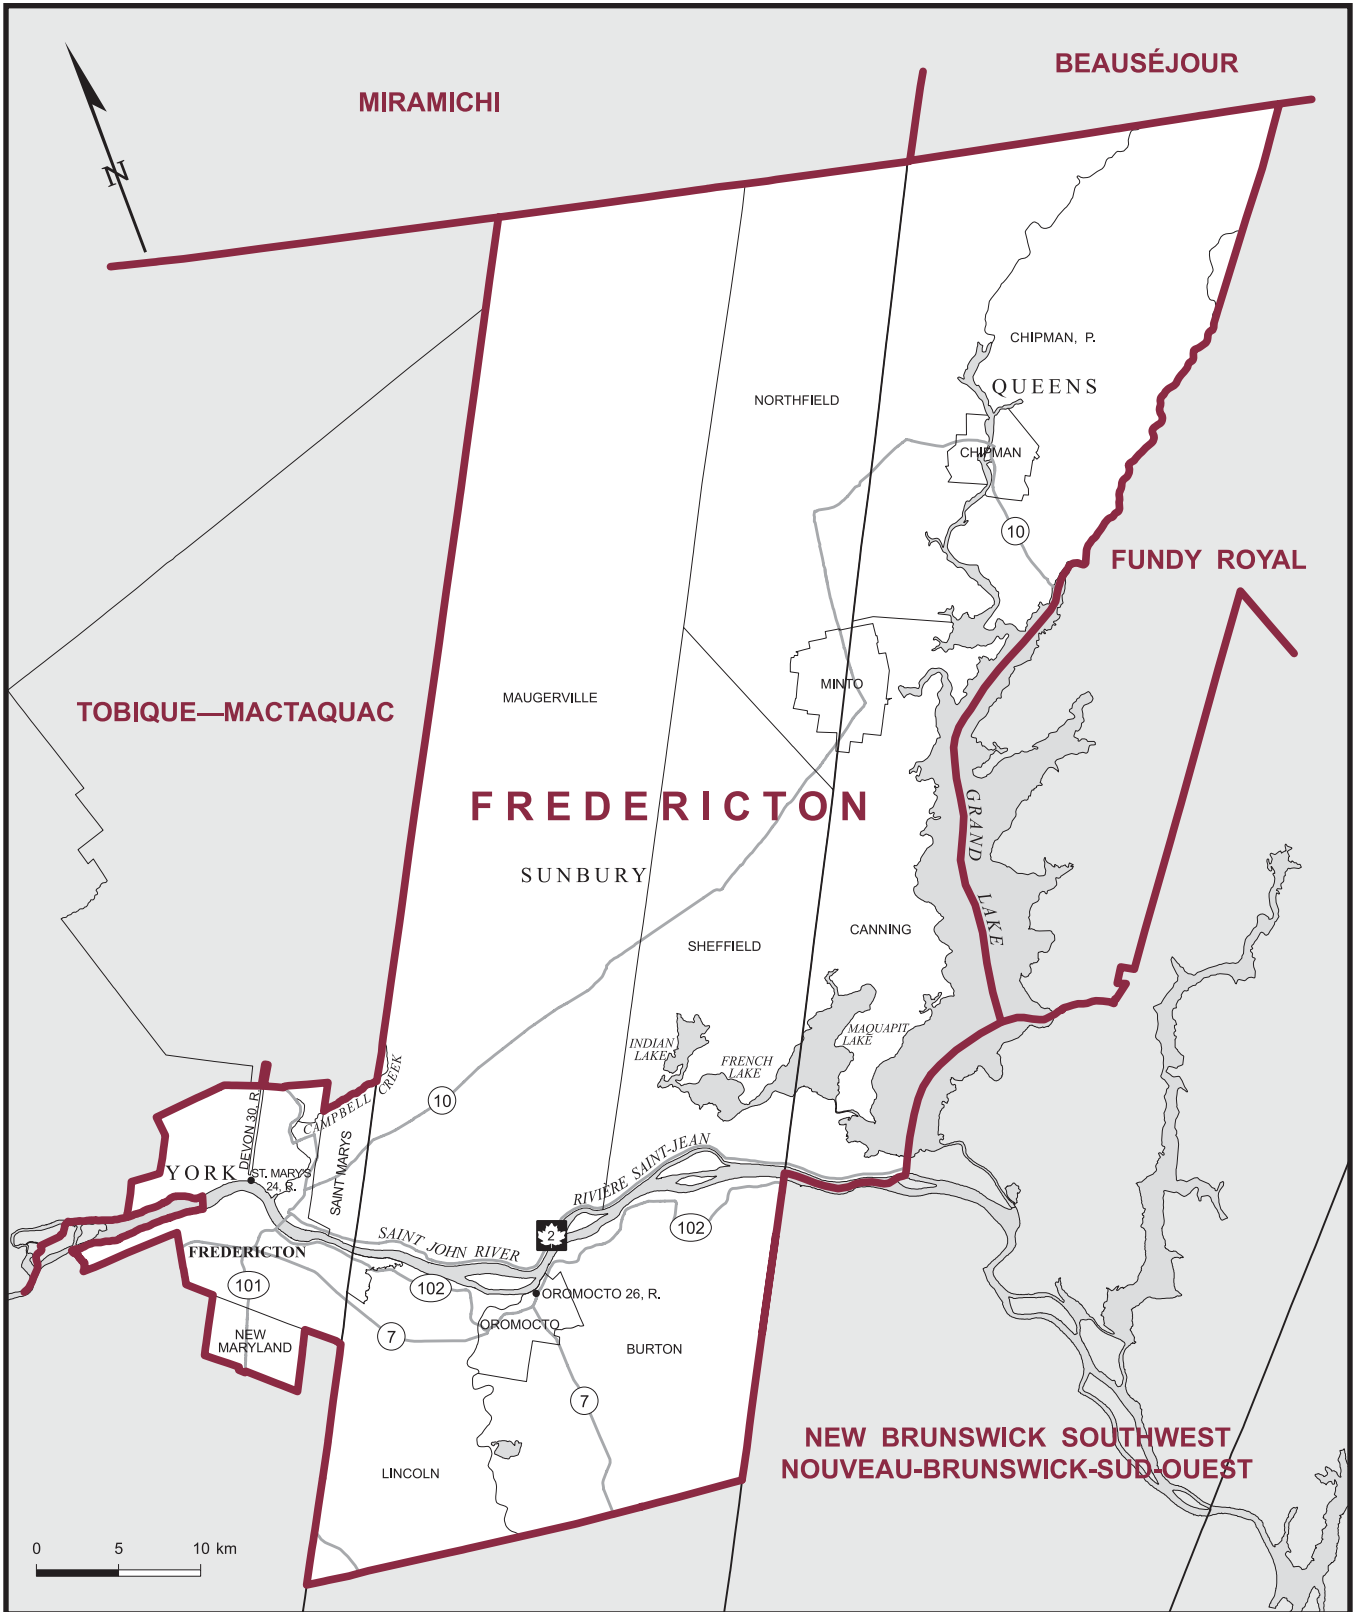 BEAUSÉJOUR
MIRAMICHI
N
CHIPMAN, P.
QUEENS
NORTHFIELD
CHIPMAN
10
FUNDY ROYAL
MINTO
MAUGERVILLE
TOBIQUE—MACTAQUAC
FREDERICTON
GRAND LAKE
SUNBURY
CANNING
SHEFFIELD
MAQUAPIT
LAKE
INDIAN
LAKE
FRENCH
LAKE
CAMPBELL CREEK
10
DEVON 30, R.
SAINT MARYS
YORK
ST. MARY'S
24, R.
RIVIÈRE SAINT-JEAN
SAINT JOHN RIVER
2
102
FREDERICTON
101
102
OROMOCTO 26, R.
OROMOCTO
7
NEW
MARYLAND
BURTON
7
LINCOLN
NEW BRUNSWICK SOUTHWEST
NOUVEAU-BRUNSWICK-SUD-OUEST
0 5 10 km